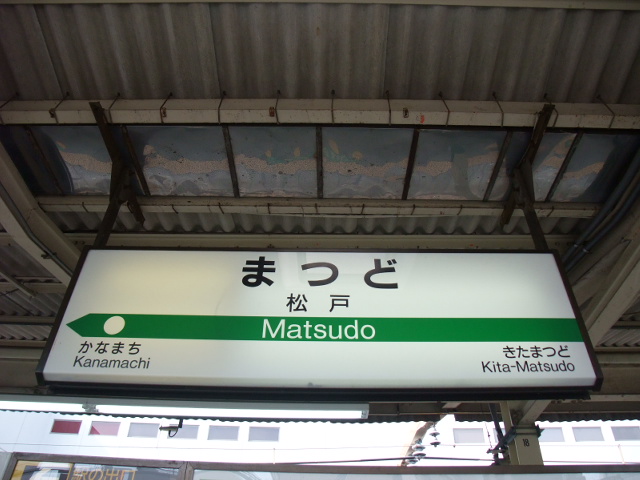 まつど
松戸
Matsudo
かなまち
Kanamachi
きたまつど
Kita-Matsudo